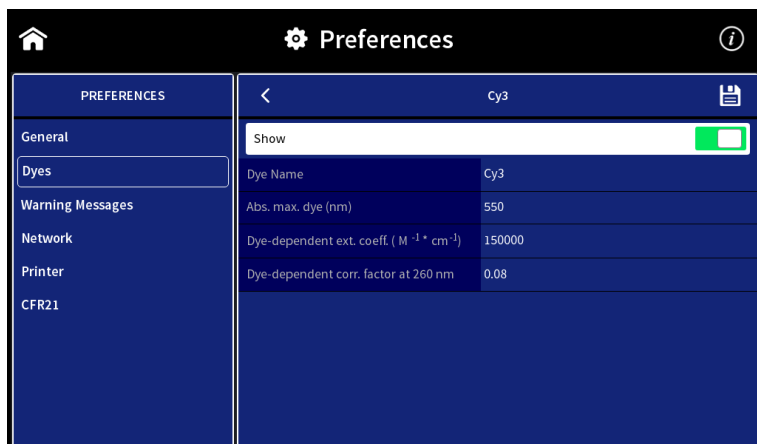 Preferences
PREFERENCES
General
Dyes
Warning Messages
Network
Printer
CFR21
Cy3
Show
Dye Name Cy3
Abs. max. dye (nm) 550
Dye-dependent ext. coeff. ( M⁻¹ * cm⁻¹) 150000
Dye-dependent corr. factor at 260 nm 0.08